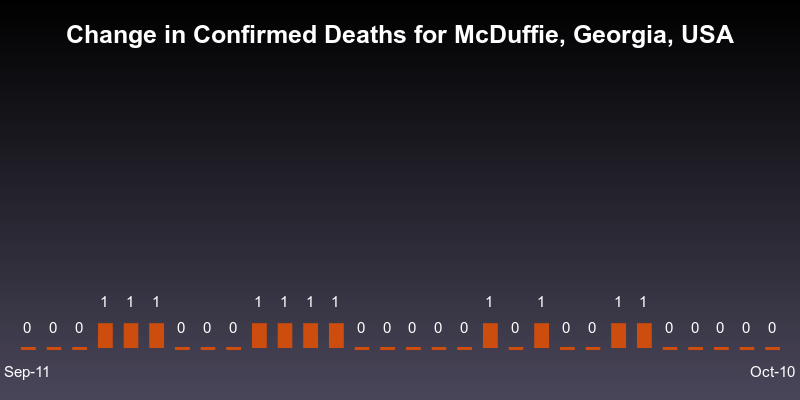 Change in Confirmed Deaths for McDuffie, Georgia, USA
0 0 0 1 1 1 0 0 0 1 1 1 1 0 0 0 0 0 1 0 1 0 0 1 1 0 0 0 0 0
Sep-11 Oct-10